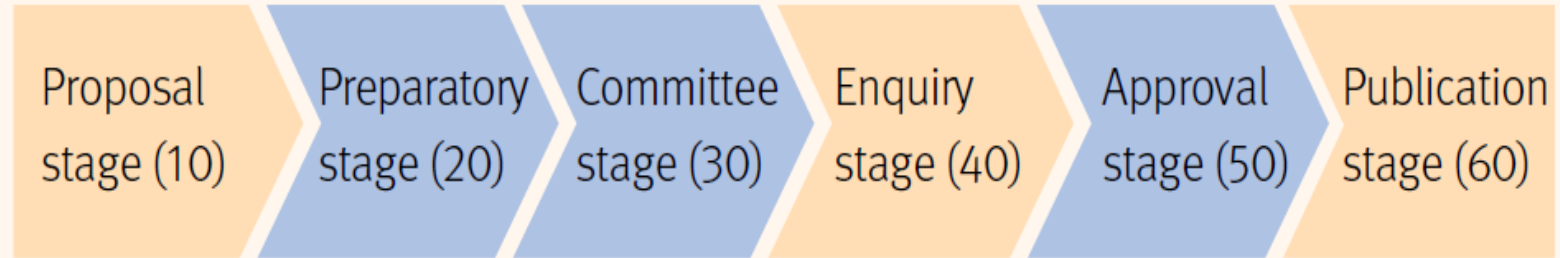 Proposal
stage (10)
Preparatory
stage (20)
Committee
stage (30)
Enquiry
stage (40)
Approval
stage (50)
Publication
stage (60)